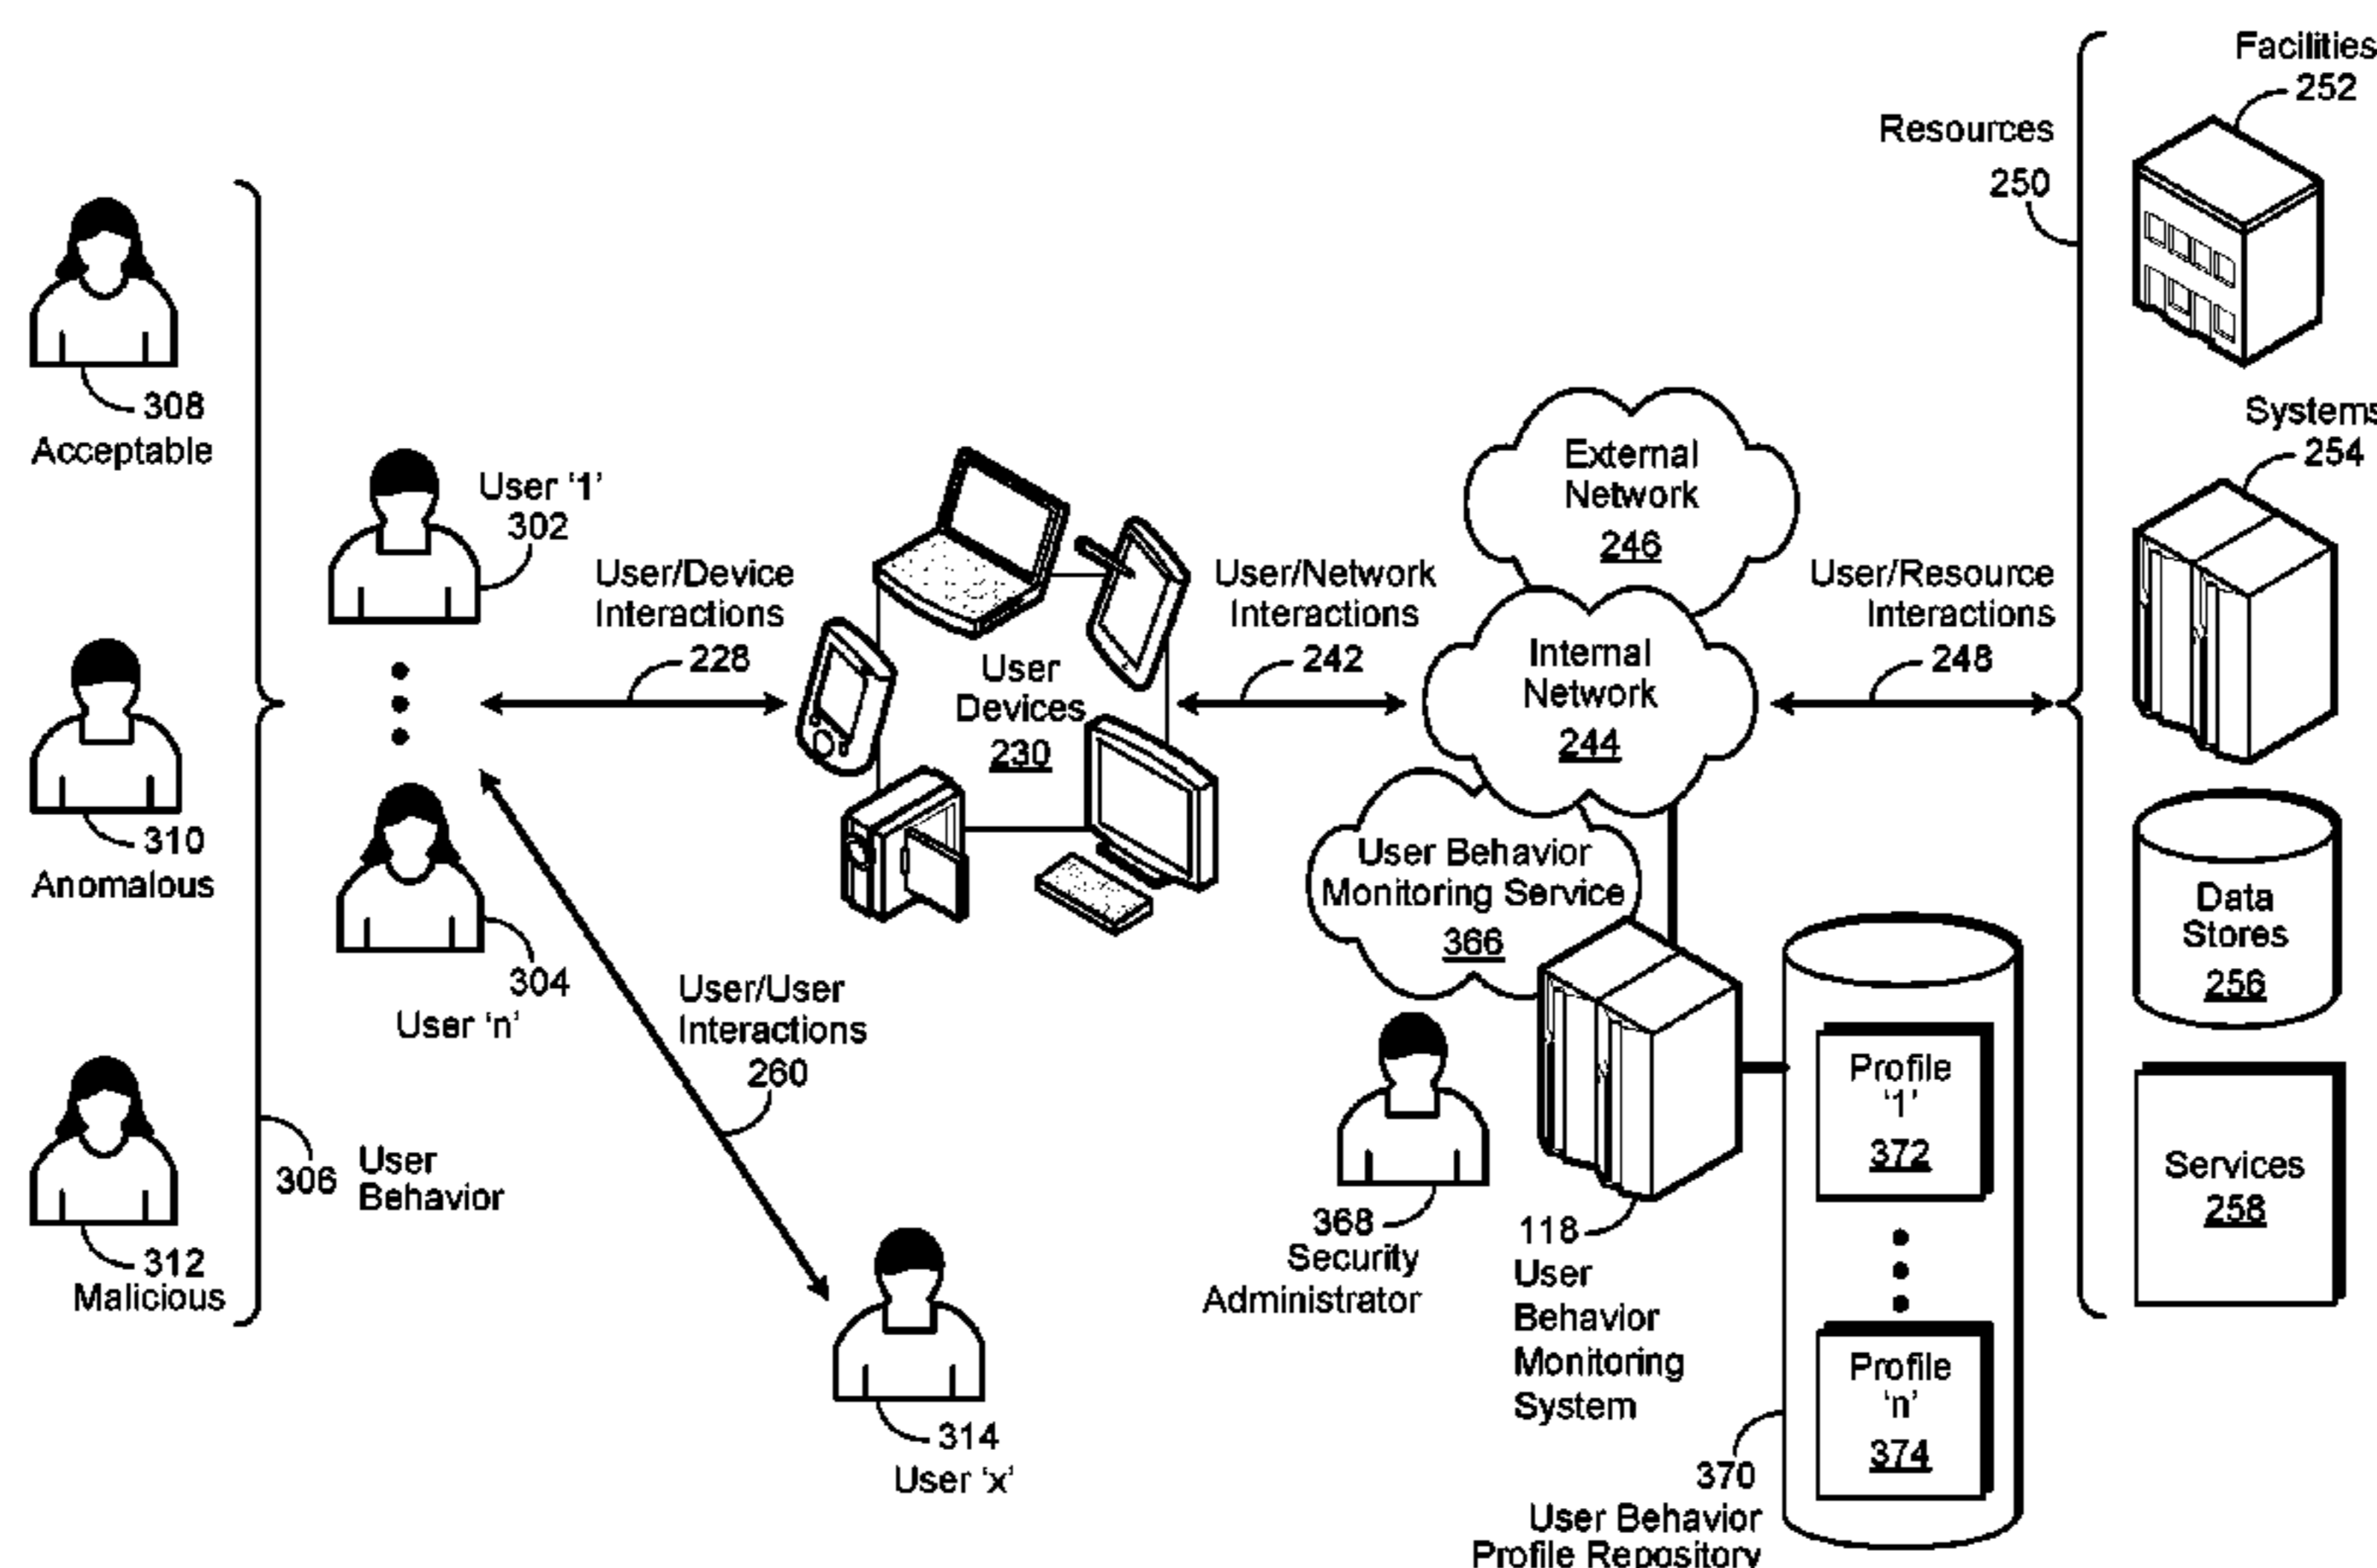 Facilities
252
Resources
250
308
Acceptable
User '1'
302
User/Device
Interactions
228
User
Devices
230
User/Network
Interactions
242
External
Network
246
Internal
Network
244
User/Resource
Interactions
248
Systems
254
310
Anomalous
304
User 'n'
User/User
Interactions
260
User Behavior
Monitoring Service
366
Data
Stores
256
312
Malicious
306
User
Behavior
314
User 'x'
368
Security
Administrator
118
User
Behavior
Monitoring
System
Profile
'1'
372
Profile
'n'
374
Services
258
370
User Behavior
Profile Repository